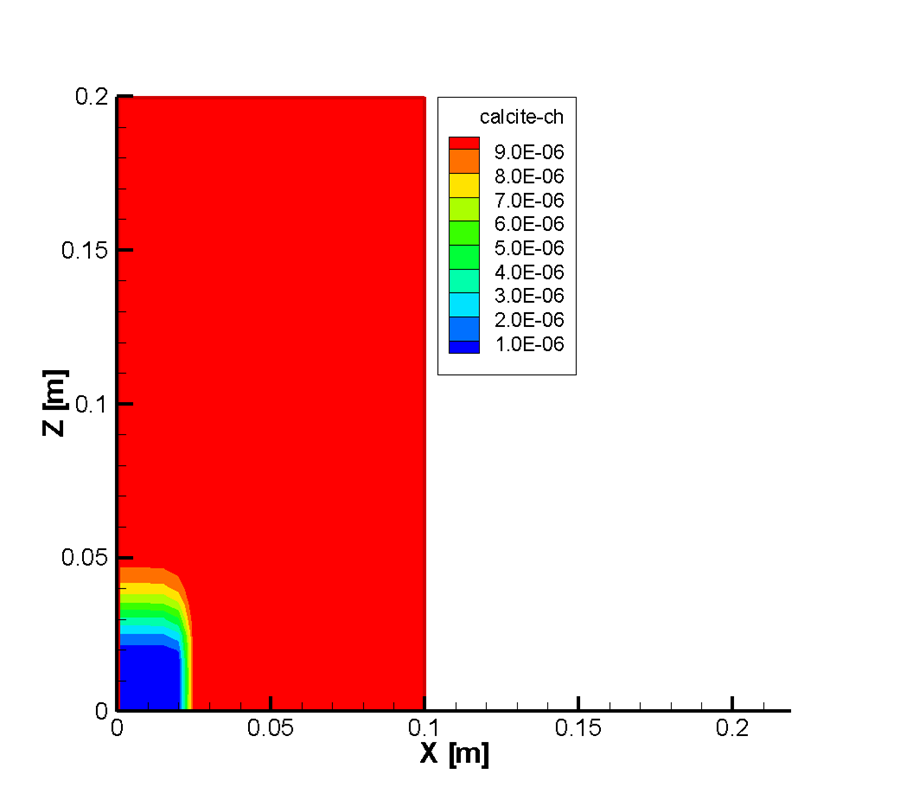 0.2
calcite-ch
9.0E-06
8.0E-06
7.0E-06
6.0E-06
5.0E-06
4.0E-06
3.0E-06
2.0E-06
1.0E-06
0.15
Z [m]
0.1
0.05
0
0 0.05 0.1 0.15 0.2
X [m]